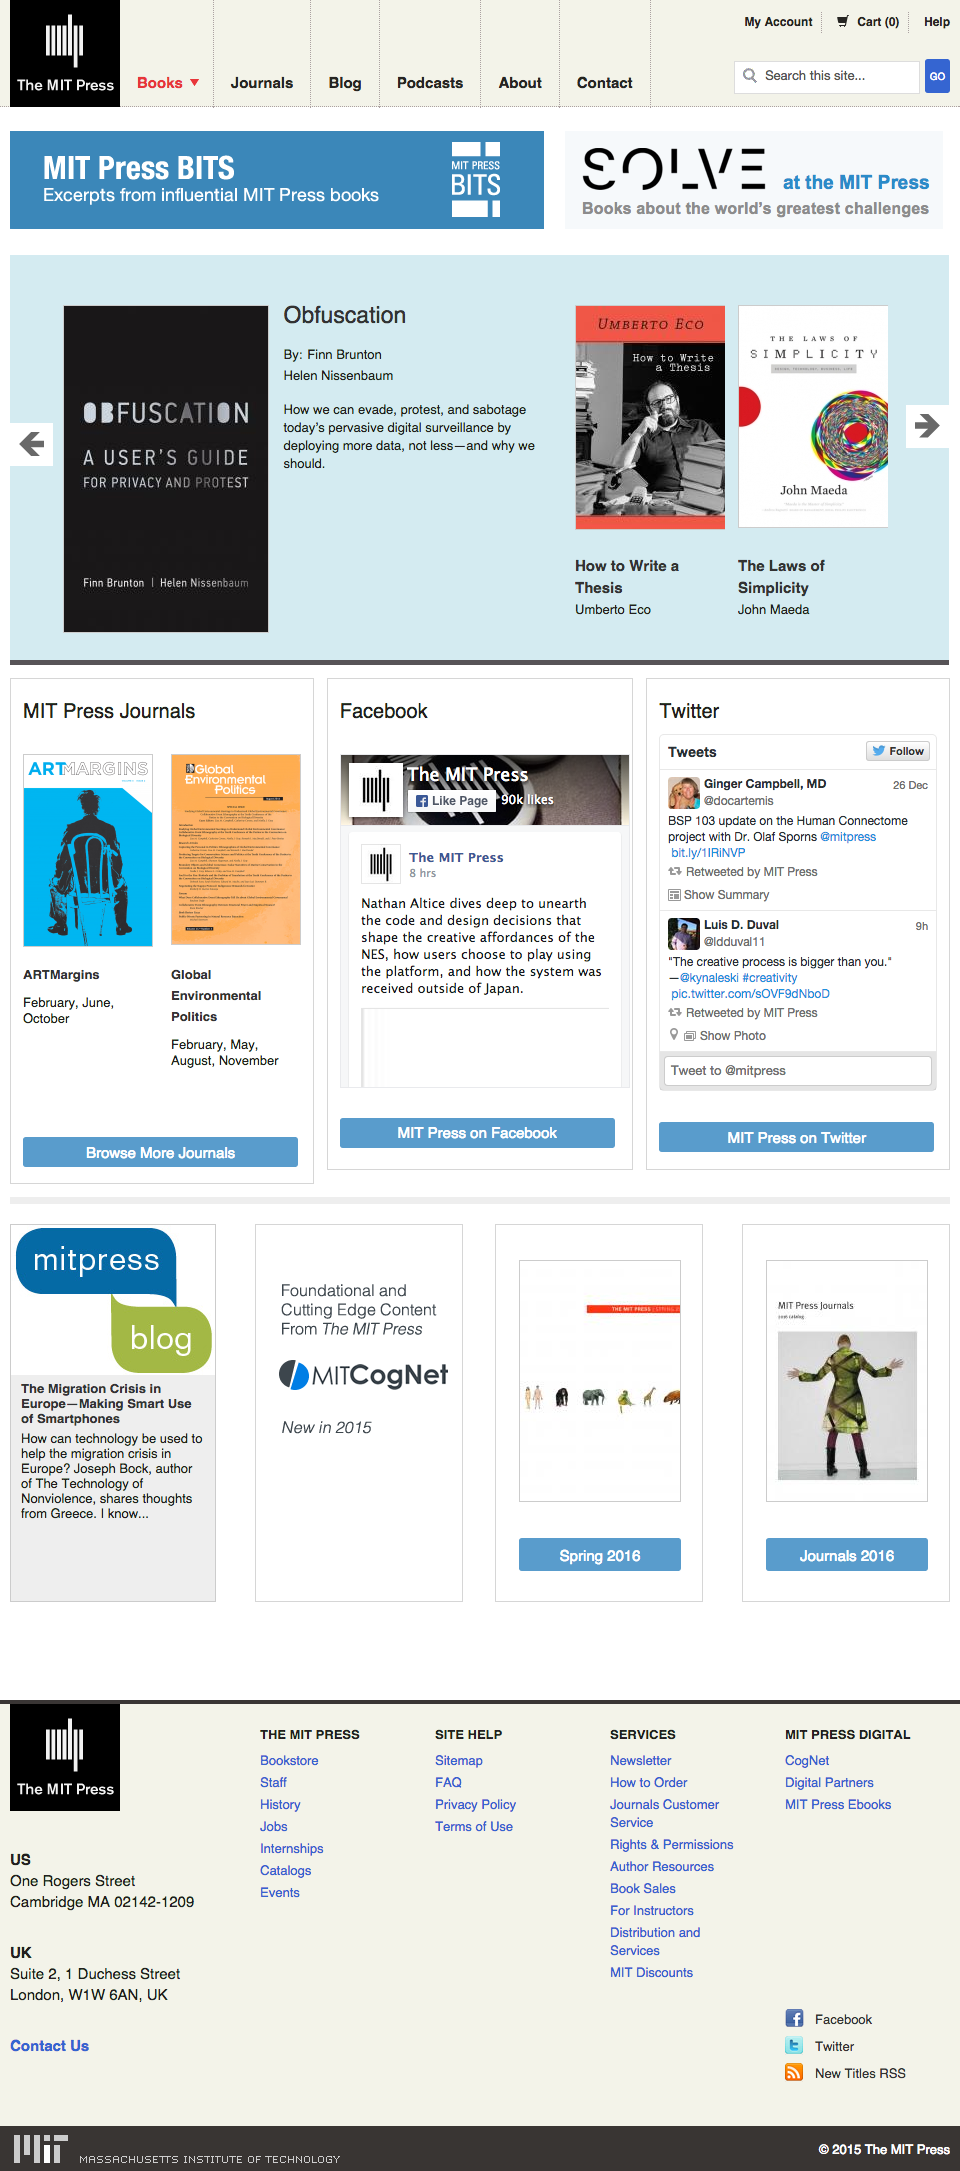 My Account
Cart (0)
Help
The MIT Press
Books
Journals
Blog
Podcasts
About
Contact
Search this site...
GO
MIT Press BITS
Excerpts from influential MIT Press books
MIT PRESS
BITS
SOLVE at the MIT Press
Books about the world's greatest challenges
OBFUSCATION
A USER'S GUIDE
FOR PRIVACY AND PROTEST
Finn Brunton | Helen Nissenbaum
Obfuscation
By: Finn Brunton
Helen Nissenbaum
How we can evade, protest, and sabotage
today's pervasive digital surveillance by
deploying more data, not less—and why we
should.
UMBERTO ECO
How to Write
a Thesis
How to Write a
Thesis
Umberto Eco
THE LAWS OF
SIMPLICITY
DESIGN, TECHNOLOGY, BUSINESS, LIFE
John Maeda
The Laws of
Simplicity
John Maeda
MIT Press Journals
ARTMARGINS
ARTMargins
February, June,
October
Global
Environmental
Politics
Global
Environmental
Politics
February, May,
August, November
Browse More Journals
Facebook
The MIT Press
Like Page
90k likes
The MIT Press
8 hrs
Nathan Altice dives deep to unearth
the code and design decisions that
shape the creative affordances of the
NES, how users choose to play using
the platform, and how the system was
received outside of Japan.
MIT Press on Facebook
Twitter
Tweets
Follow
Ginger Campbell, MD
26 Dec
@docartemis
BSP 103 update on the Human Connectome
project with Dr. Olaf Sporns @mitpress
bit.ly/1IRiNVP
Retweeted by MIT Press
Show Summary
Luis D. Duval
9h
@ldduval11
"The creative process is bigger than you."
—@kynaleski #creativity
pic.twitter.com/sOVF9dNboD
Retweeted by MIT Press
Show Photo
Tweet to @mitpress
MIT Press on Twitter
mitpress
blog
The Migration Crisis in
Europe—Making Smart Use
of Smartphones
How can technology be used to
help the migration crisis in
Europe? Joseph Bock, author
of The Technology of
Nonviolence, shares thoughts
from Greece. I know...
Foundational and
Cutting Edge Content
From The MIT Press
MITCogNet
New in 2015
THE MIT PRESS | SPRING
Spring 2016
MIT Press Journals
2016 catalog
Journals 2016
The MIT Press
US
One Rogers Street
Cambridge MA 02142-1209
UK
Suite 2, 1 Duchess Street
London, W1W 6AN, UK
Contact Us
THE MIT PRESS
Bookstore
Staff
History
Jobs
Internships
Catalogs
Events
SITE HELP
Sitemap
FAQ
Privacy Policy
Terms of Use
SERVICES
Newsletter
How to Order
Journals Customer
Service
Rights & Permissions
Author Resources
Book Sales
For Instructors
Distribution and
Services
MIT Discounts
MIT PRESS DIGITAL
CogNet
Digital Partners
MIT Press Ebooks
Facebook
Twitter
New Titles RSS
MIT
MASSACHUSETTS INSTITUTE OF TECHNOLOGY
© 2015 The MIT Press